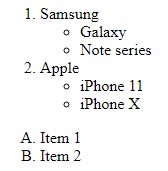 1. Samsung
○ Galaxy
○ Note series
2. Apple
○ iPhone 11
○ iPhone X
A. Item 1
B. Item 2